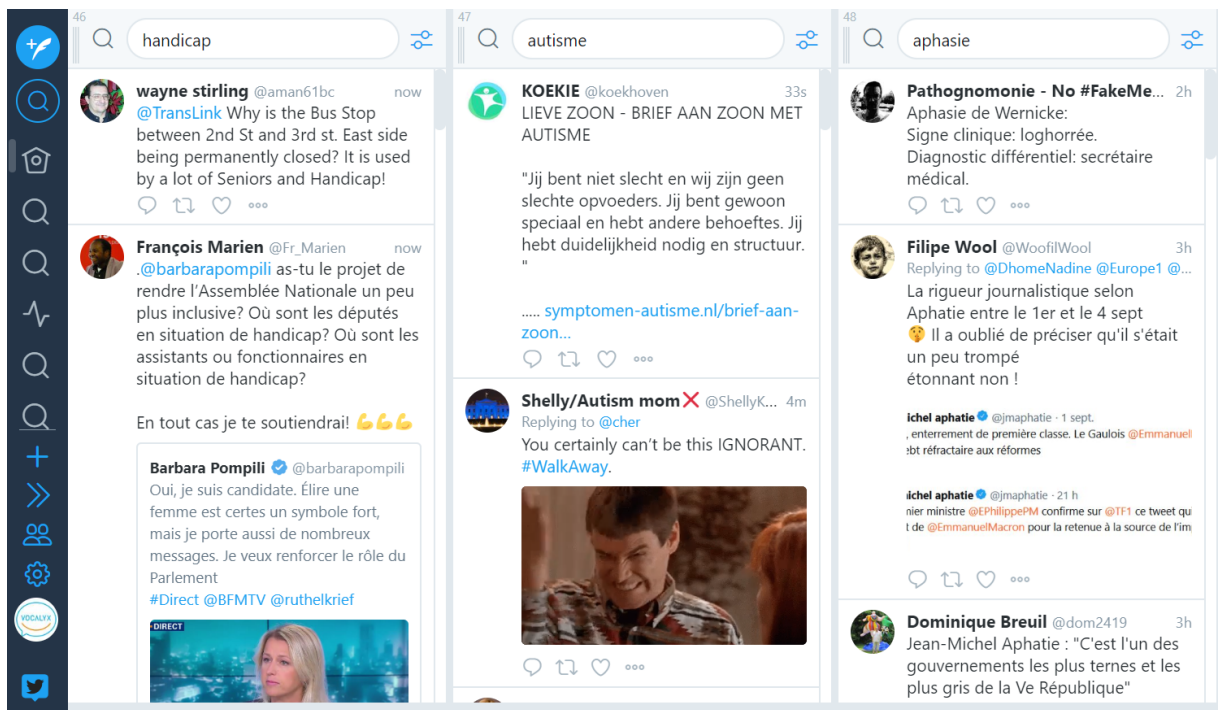 46
handicap
wayne stirling @aman61bc now
@TransLink Why is the Bus Stop
between 2nd St and 3rd st. East side
being permanently closed? It is used
by a lot of Seniors and Handicap!
François Marien @Fr_Marien now
.@barbarapompili as-tu le projet de
rendre l'Assemblée Nationale un peu
plus inclusive? Où sont les députés
en situation de handicap? Où sont les
assistants ou fonctionnaires en
situation de handicap?
En tout cas je te soutiendrai! 💪💪💪
Barbara Pompili @barbarapompili
Oui, je suis candidate. Élire une
femme est certes un symbole fort,
mais je porte aussi de nombreux
messages. Je veux renforcer le rôle du
Parlement
#Direct @BFMTV @ruthelkrief
DIRECT
47
autisme
KOEKIE @koekhoven 33s
LIEVE ZOON - BRIEF AAN ZOON MET
AUTISME
"Jij bent niet slecht en wij zijn geen
slechte opvoeders. Jij bent gewoon
speciaal en hebt andere behoeftes. Jij
hebt duidelijkheid nodig en structuur.
"
..... symptomen-autisme.nl/brief-aan-
zoon...
Shelly/Autism mom❌ @ShellyK... 4m
Replying to @cher
You certainly can't be this IGNORANT.
#WalkAway.
48
aphasie
Pathognomonie - No #FakeMe... 2h
Aphasie de Wernicke:
Signe clinique: loghorrée.
Diagnostic différentiel: secrétaire
médical.
Filipe Wool @WoofilWool 3h
Replying to @DhomeNadine @Europe1 @...
La rigueur journalistique selon
Aphatie entre le 1er et le 4 sept
🤫 Il a oublié de préciser qu'il s'était
un peu trompé
étonnant non !
ichel aphatie @jmaphatie · 1 sept.
, enterrement de première classe. Le Gaulois @Emmanuel
ebt réfractaire aux réformes
ichel aphatie @jmaphatie · 21 h
nier ministre @EPhilippePM confirme sur @TF1 ce tweet qui
t de @EmmanuelMacron pour la retenue à la source de l'im
Dominique Breuil @dom2419 3h
Jean-Michel Aphatie : "C'est l'un des
gouvernements les plus ternes et les
plus gris de la Ve République"
VOCALYX